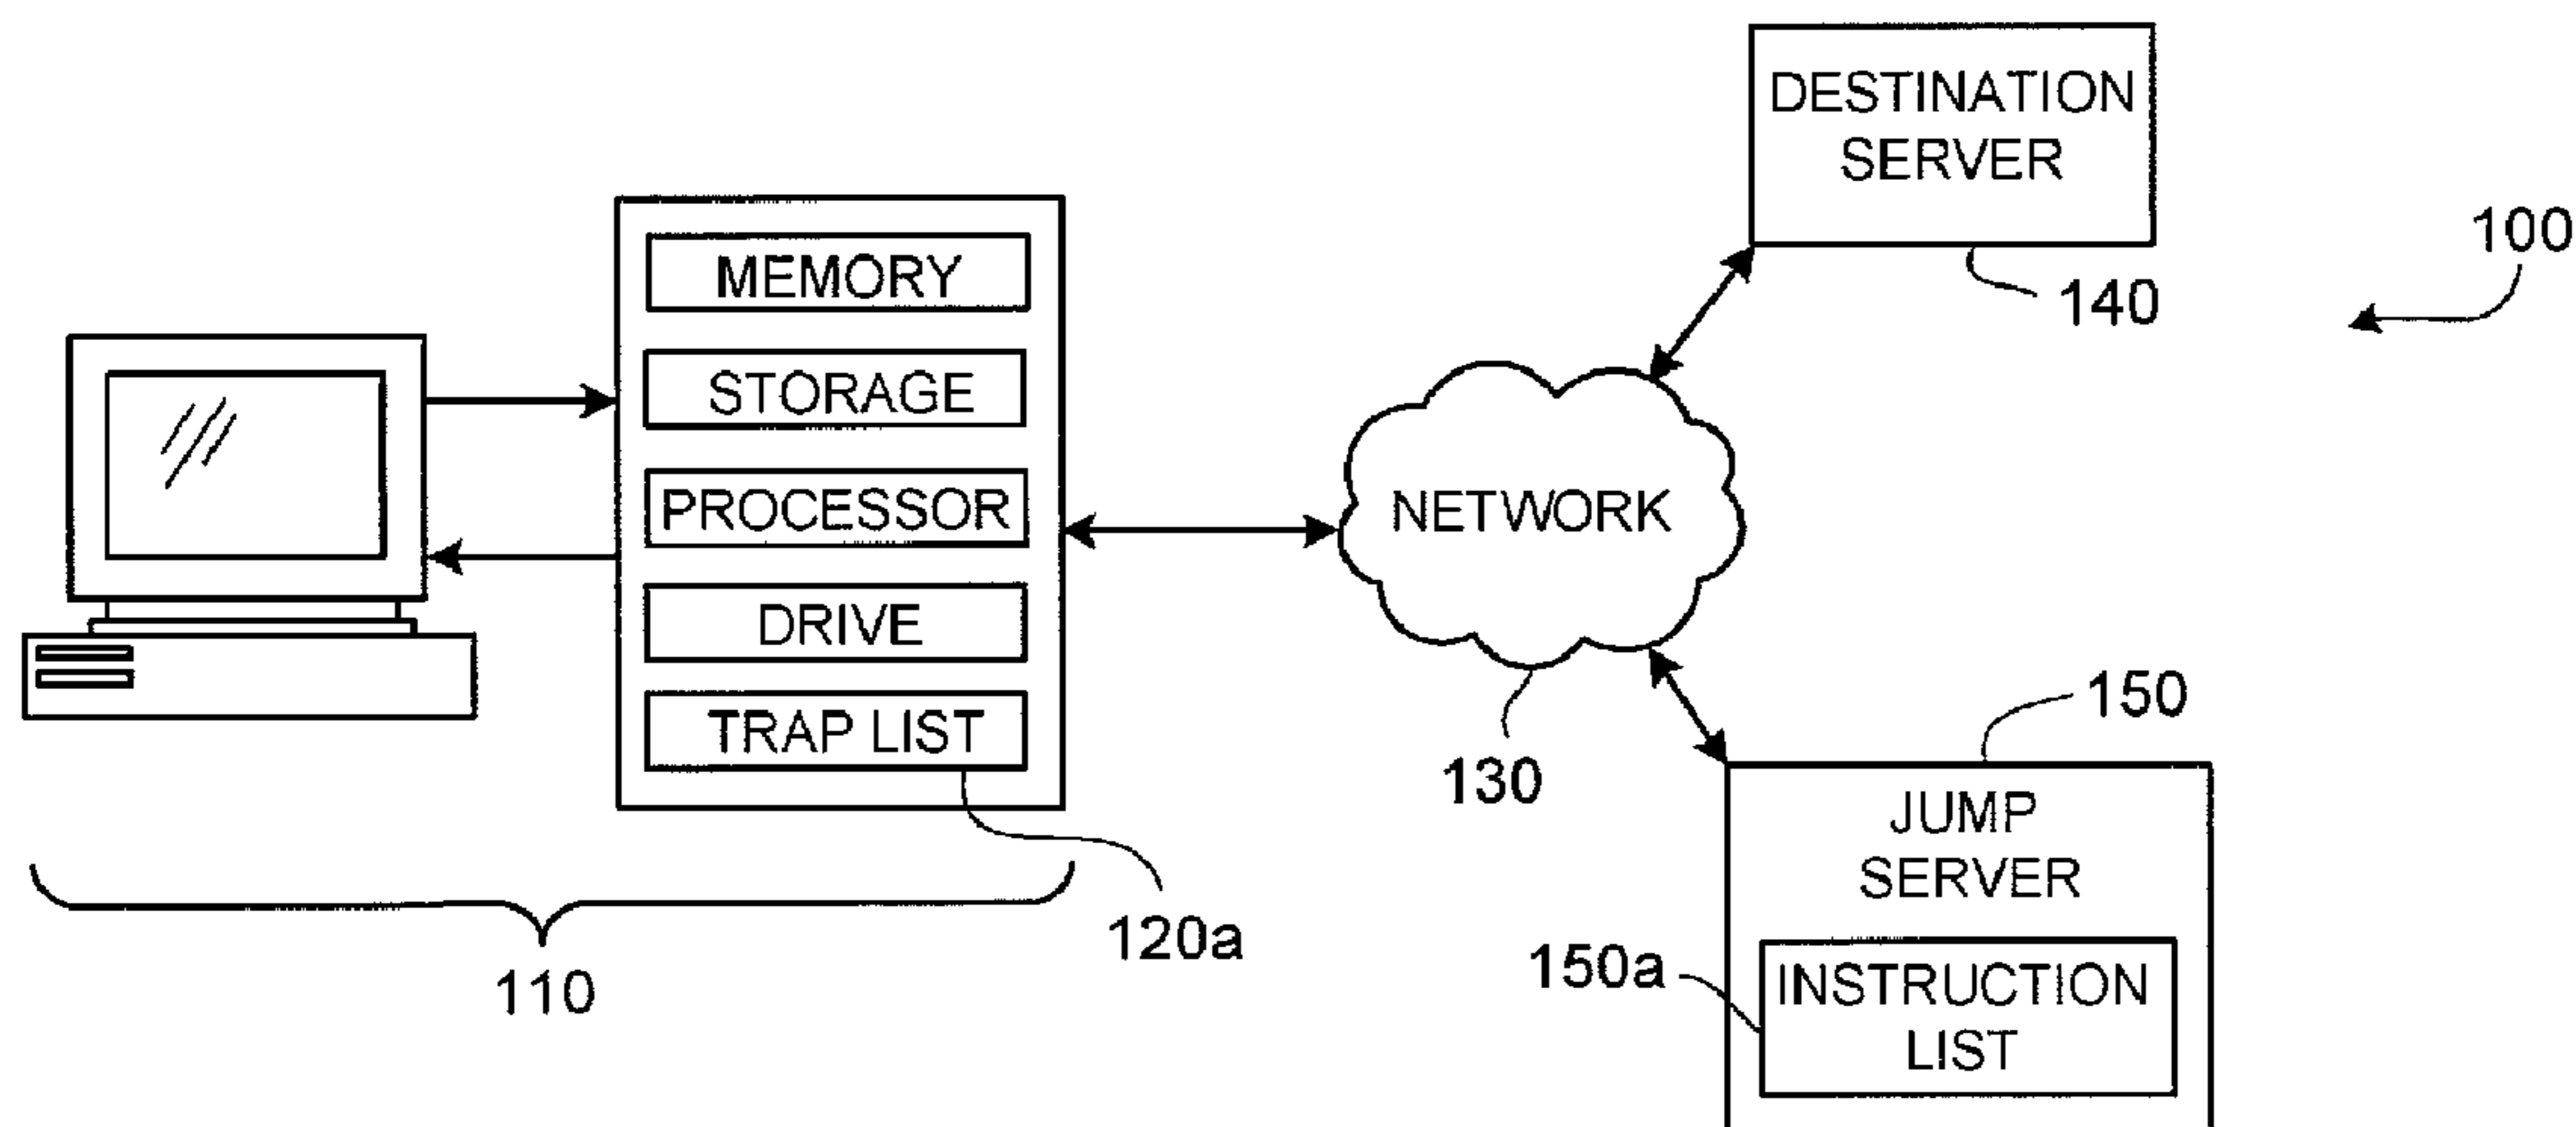 DESTINATION
SERVER
140
100
MEMORY
STORAGE
PROCESSOR
DRIVE
TRAP LIST
120a
110
NETWORK
130
150
JUMP
SERVER
150a
INSTRUCTION
LIST